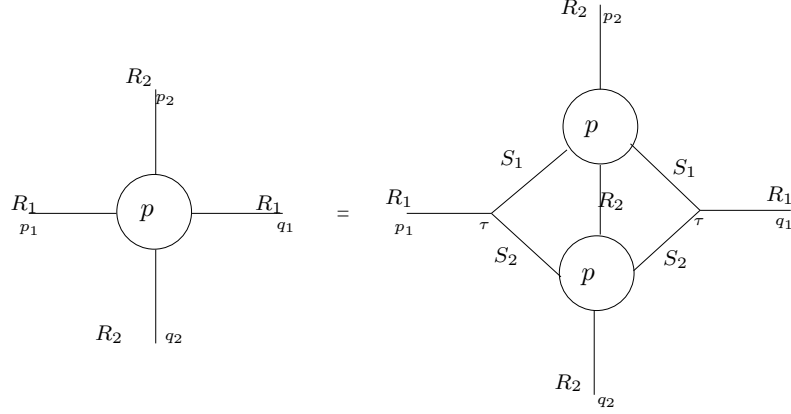 R₂ p₂
R₁ p₁ p R₁ q₁
R₂ q₂
=
R₂ p₂
p
S₁ S₁
R₁ p₁ τ R₂ τ R₁ q₁
S₂ S₂
p
R₂ q₂